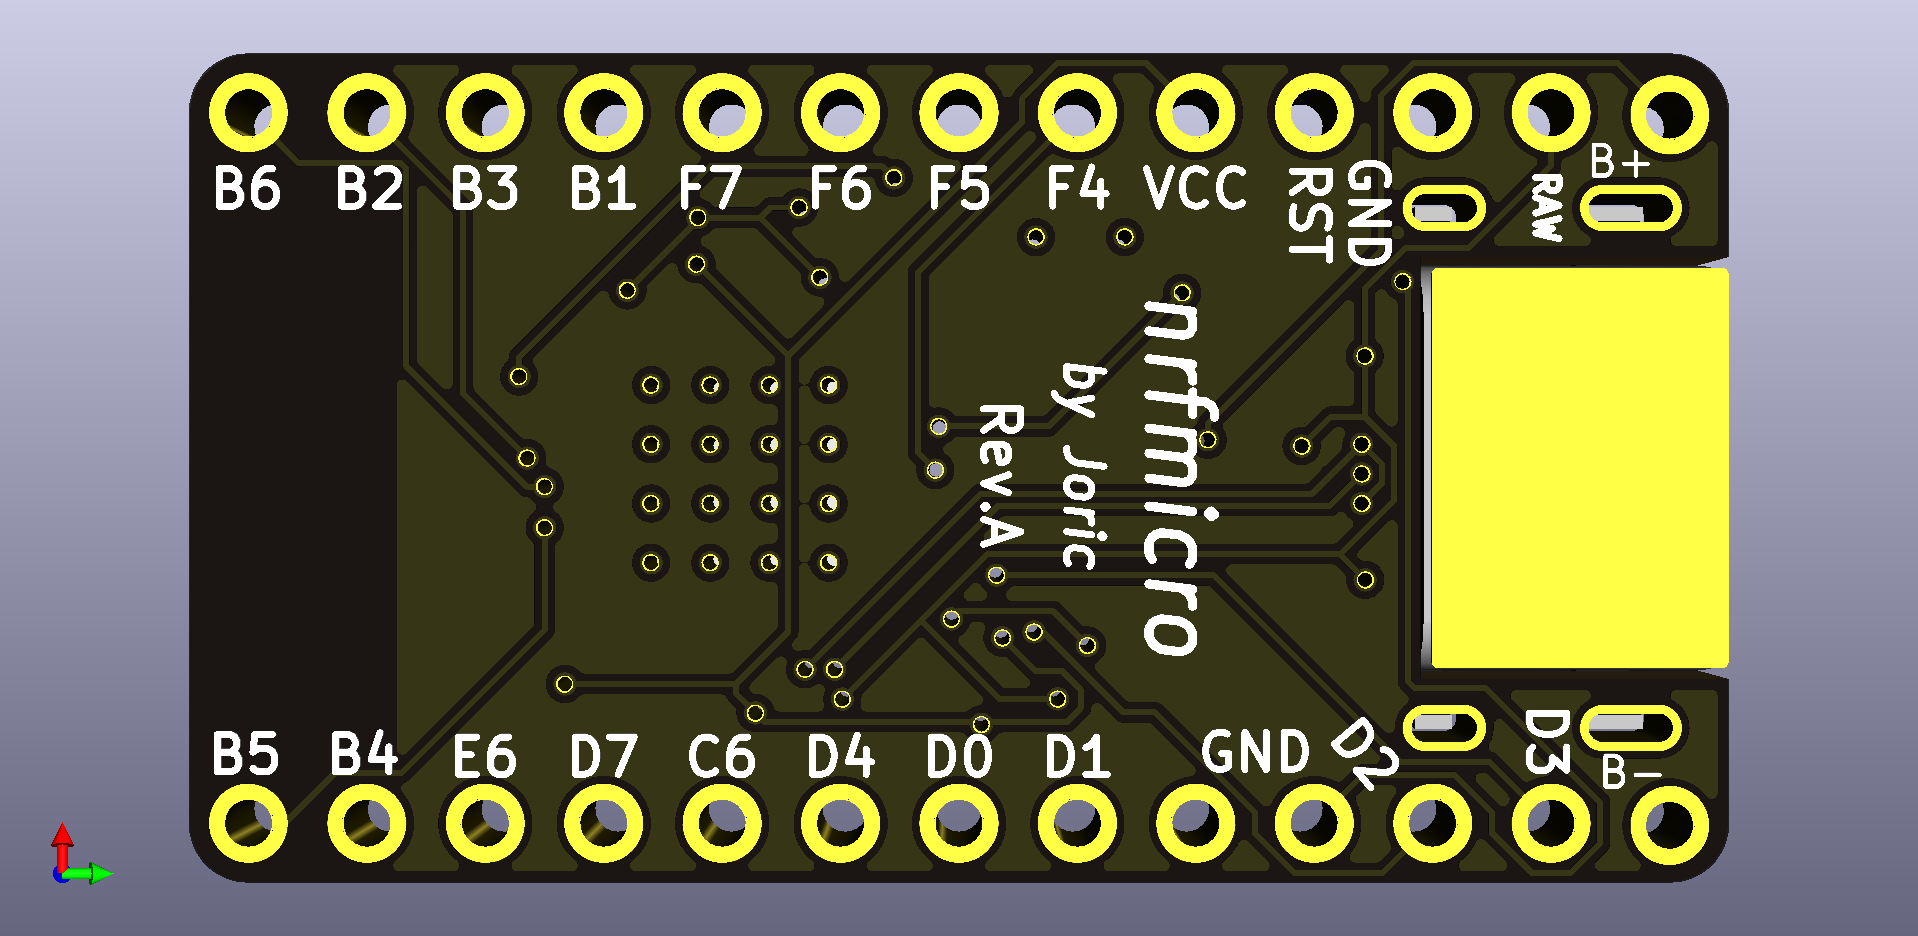 B6 B2 B3 B1 F7 F6 F5 F4 VCC RST GND RAW B+
nrfmicro
by Joric
Rev.A
B5 B4 E6 D7 C6 D4 D0 D1 GND D2 D3 B-